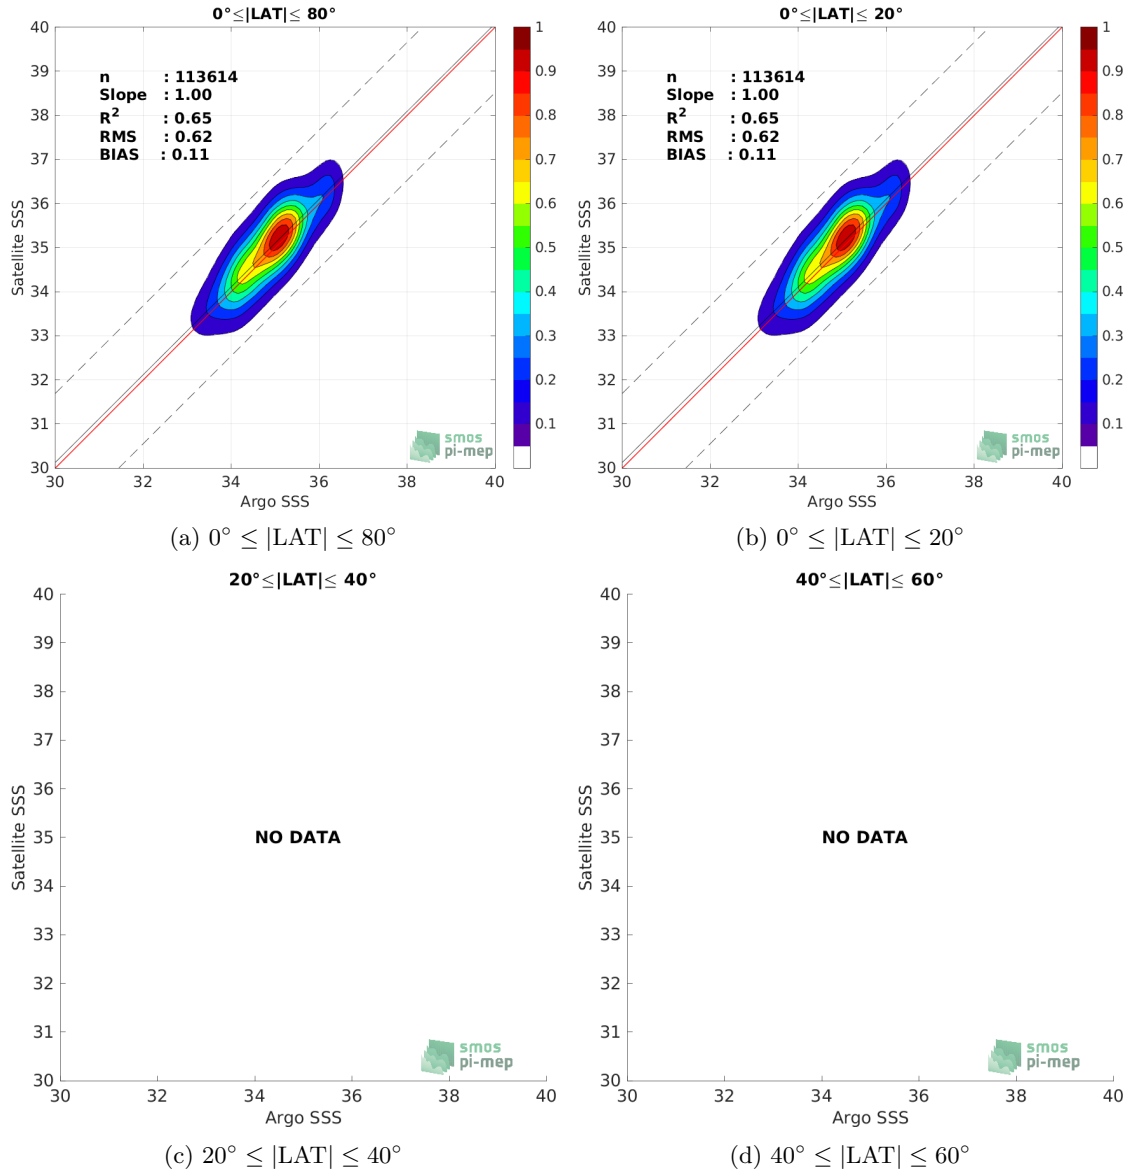 0°≤|LAT|≤ 80°
n : 113614
Slope : 1.00
R² : 0.65
RMS : 0.62
BIAS : 0.11
40
39
38
37
36
35
34
33
32
31
30
Satellite SSS
30 32 34 36 38 40
Argo SSS
1
0.9
0.8
0.7
0.6
0.5
0.4
0.3
0.2
0.1
smos
pi-mep
(a) 0° ≤ |LAT| ≤ 80°
0°≤|LAT|≤ 20°
n : 113614
Slope : 1.00
R² : 0.65
RMS : 0.62
BIAS : 0.11
40
39
38
37
36
35
34
33
32
31
30
Satellite SSS
30 32 34 36 38 40
Argo SSS
1
0.9
0.8
0.7
0.6
0.5
0.4
0.3
0.2
0.1
smos
pi-mep
(b) 0° ≤ |LAT| ≤ 20°
20°≤|LAT|≤ 40°
40
39
38
37
36
35
34
33
32
31
30
Satellite SSS
NO DATA
30 32 34 36 38 40
Argo SSS
smos
pi-mep
(c) 20° ≤ |LAT| ≤ 40°
40°≤|LAT|≤ 60°
40
39
38
37
36
35
34
33
32
31
30
Satellite SSS
NO DATA
30 32 34 36 38 40
Argo SSS
smos
pi-mep
(d) 40° ≤ |LAT| ≤ 60°